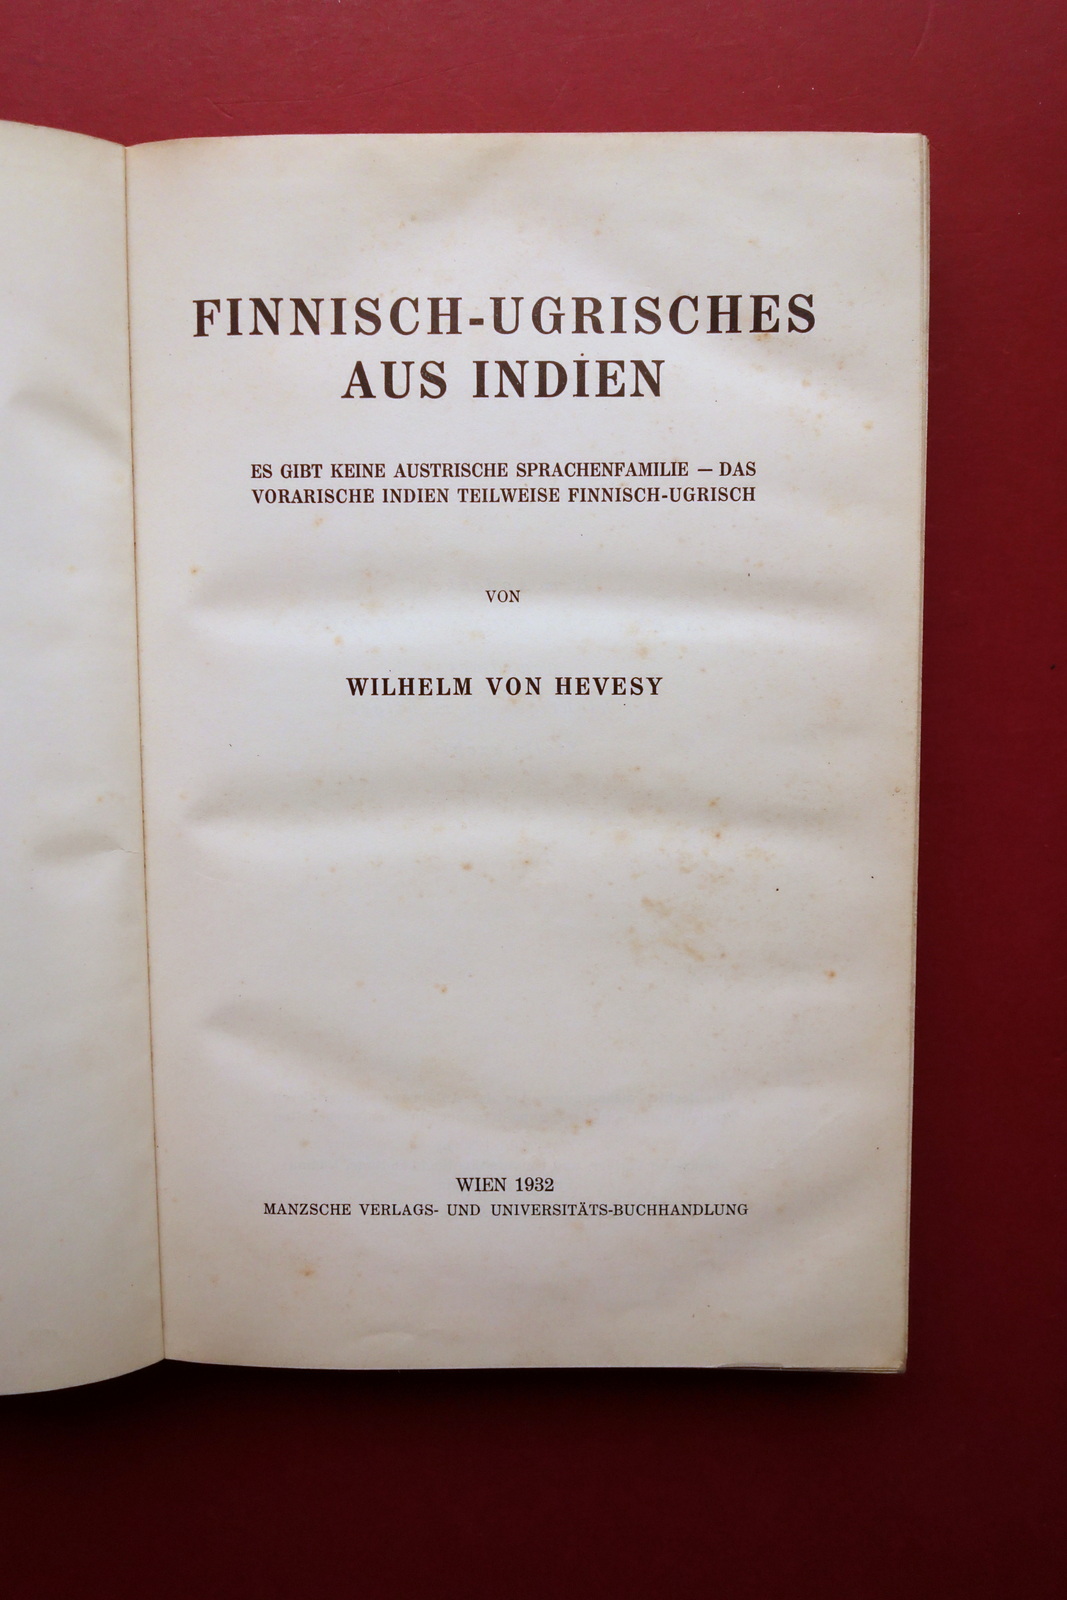 FINNISCH-UGRISCHES
AUS INDIEN
ES GIBT KEINE AUSTRISCHE SPRACHENFAMILIE — DAS
VORARISCHE INDIEN TEILWEISE FINNISCH-UGRISCH
VON
WILHELM VON HEVESY
WIEN 1932
MANZSCHE VERLAGS- UND UNIVERSITÄTS-BUCHHANDLUNG